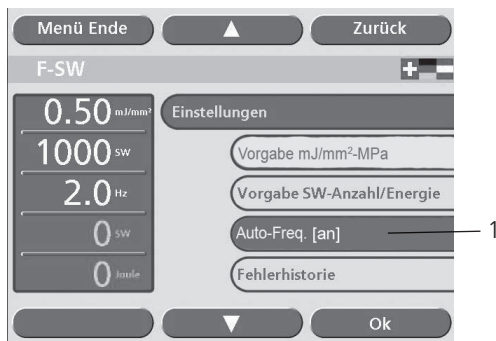 Menü Ende
Zurück
F-SW
0.50 mJ/mm²
1000 SW
2.0 Hz
0 SW
0 Joule
Einstellungen
Vorgabe mJ/mm²-MPa
Vorgabe SW-Anzahl/Energie
Auto-Freq. [an]
1
Fehlerhistorie
Ok